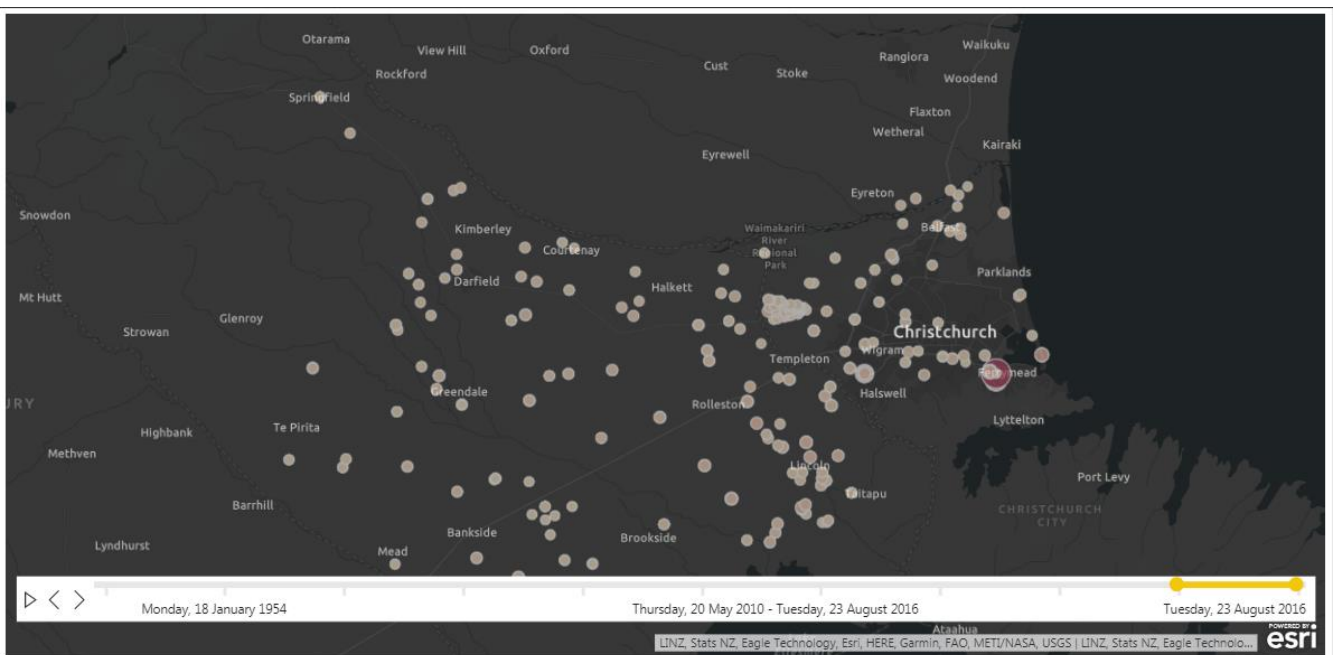 Otarama
View Hill
Oxford
Waikuku
Rangiora
Cust
Stoke
Rockford
Woodend
Springfield
Flaxton
Wetheral
Kairaki
Eyrewell
Eyreton
Snowdon
Kimberley
Waimakariri
River
Regional
Park
Belfast
Courtenay
Parklands
Darfield
Halkett
Mt Hutt
Glenroy
Strowan
Christchurch
Wigram
Templeton
Ferrymead
Greendale
Halswell
JRY
Rolleston
Lyttelton
Te Pirita
Highbank
Methven
Lincoln
Port Levy
Taitapu
Barrhill
CHRISTCHURCH
CITY
Bankside
Brookside
Lyndhurst
Mead
Monday, 18 January 1954
Thursday, 20 May 2010 - Tuesday, 23 August 2016
Tuesday, 23 August 2016
Ataahua
LINZ, Stats NZ, Eagle Technology, Esri, HERE, Garmin, FAO, METI/NASA, USGS | LINZ, Stats NZ, Eagle Technolo...
POWERED BY
esri